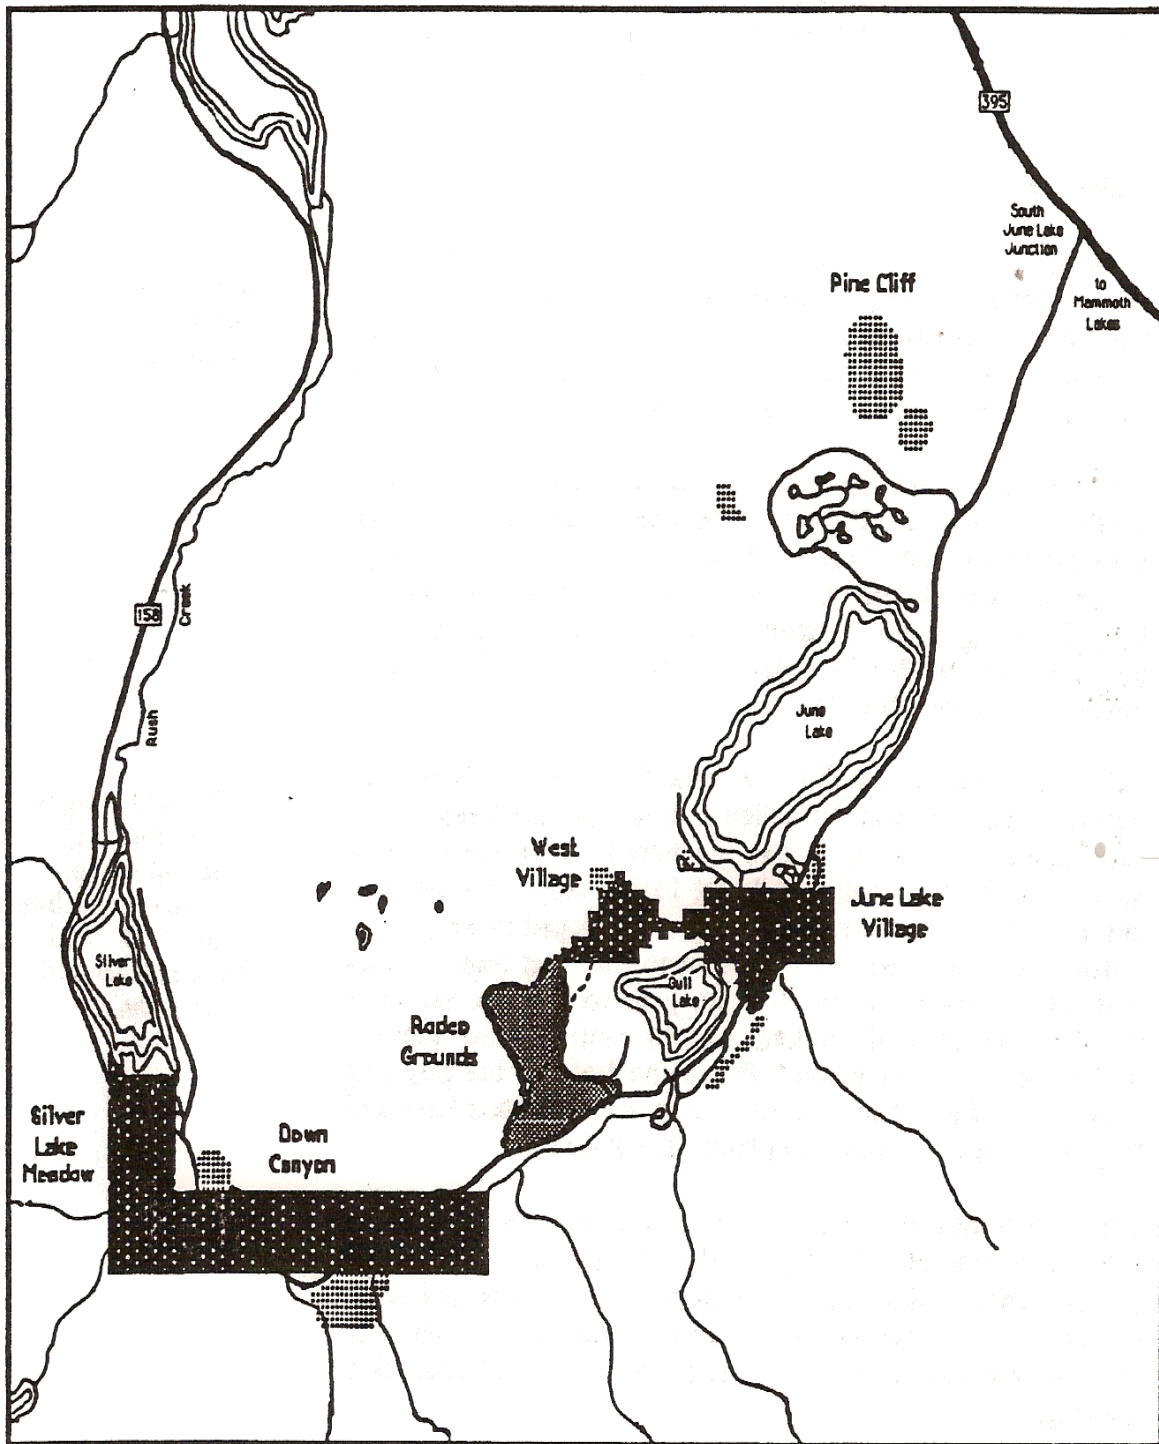 395
South
June Lake
Junction
to
Mammoth
Lakes
Pine Cliff
158
Creek
Rush
June
Lake
West
Village
June Lake
Village
Silver
Lake
Gull
Lake
Rodeo
Grounds
Silver
Lake
Meadow
Down
Canyon